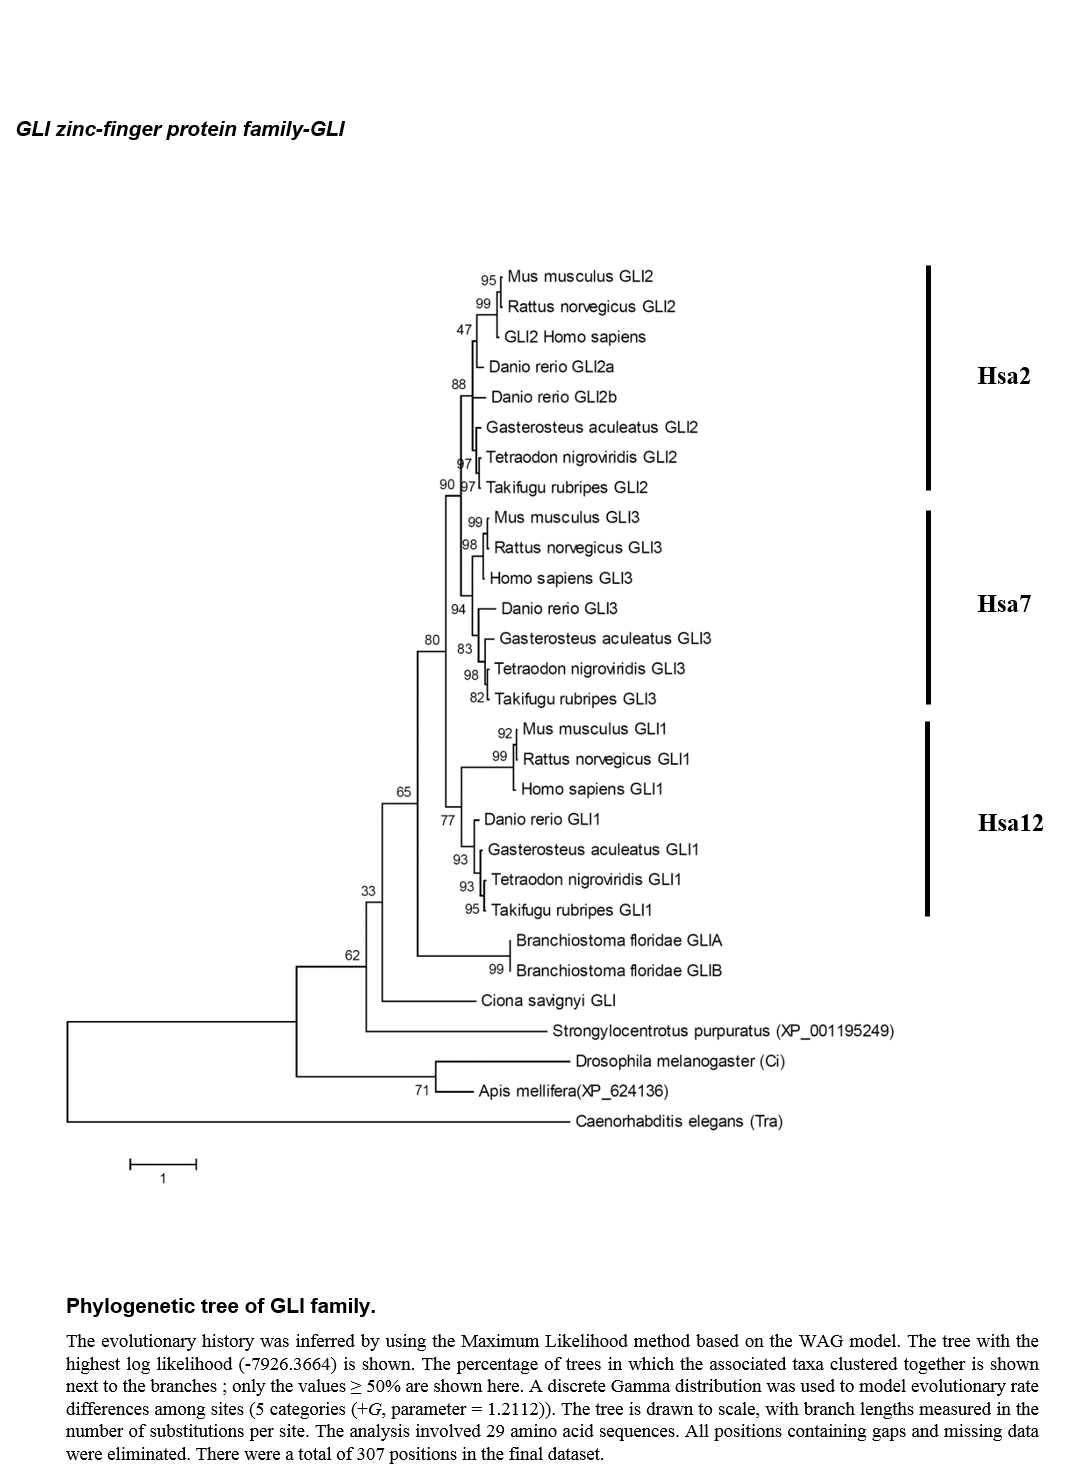 GLI zinc-finger protein family-GLI
95
Mus musculus GLI2
99
Rattus norvegicus GLI2
47
GLI2 Homo sapiens
Danio rerio GLI2a
Hsa2
88
Danio rerio GLI2b
Gasterosteus aculeatus GLI2
97
Tetraodon nigroviridis GLI2
90
97
Takifugu rubripes GLI2
99
Mus musculus GLI3
98
Rattus norvegicus GLI3
Homo sapiens GLI3
Hsa7
94
Danio rerio GLI3
80
83
Gasterosteus aculeatus GLI3
98
Tetraodon nigroviridis GLI3
82
Takifugu rubripes GLI3
92
Mus musculus GLI1
99
Rattus norvegicus GLI1
65
Homo sapiens GLI1
77
Danio rerio GLI1
Hsa12
93
Gasterosteus aculeatus GLI1
93
Tetraodon nigroviridis GLI1
33
95
Takifugu rubripes GLI1
Branchiostoma floridae GLIA
62
99
Branchiostoma floridae GLIB
Ciona savignyi GLI
Strongylocentrotus purpuratus (XP_001195249)
Drosophila melanogaster (Ci)
71
Apis mellifera(XP_624136)
Caenorhabditis elegans (Tra)
1
Phylogenetic tree of GLI family.
The evolutionary history was inferred by using the Maximum Likelihood method based on the WAG model. The tree with the
highest log likelihood (-7926.3664) is shown. The percentage of trees in which the associated taxa clustered together is shown
next to the branches ; only the values ≥ 50% are shown here. A discrete Gamma distribution was used to model evolutionary rate
differences among sites (5 categories (+G, parameter = 1.2112)). The tree is drawn to scale, with branch lengths measured in the
number of substitutions per site. The analysis involved 29 amino acid sequences. All positions containing gaps and missing data
were eliminated. There were a total of 307 positions in the final dataset.